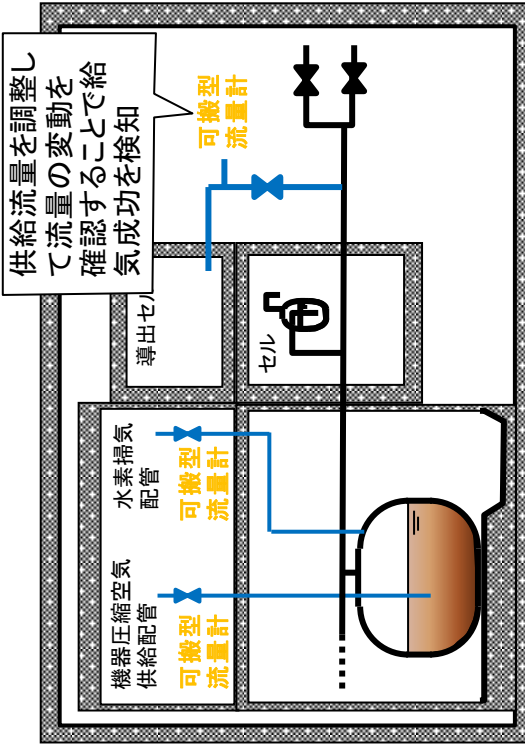 供給流量を調整し
て流量の変動を
確認することで給
気成功を検知
可搬型
流量計
導出セル
セル
水素掃気
配管
可搬型
流量計
機器圧縮空気
供給配管
可搬型
流量計